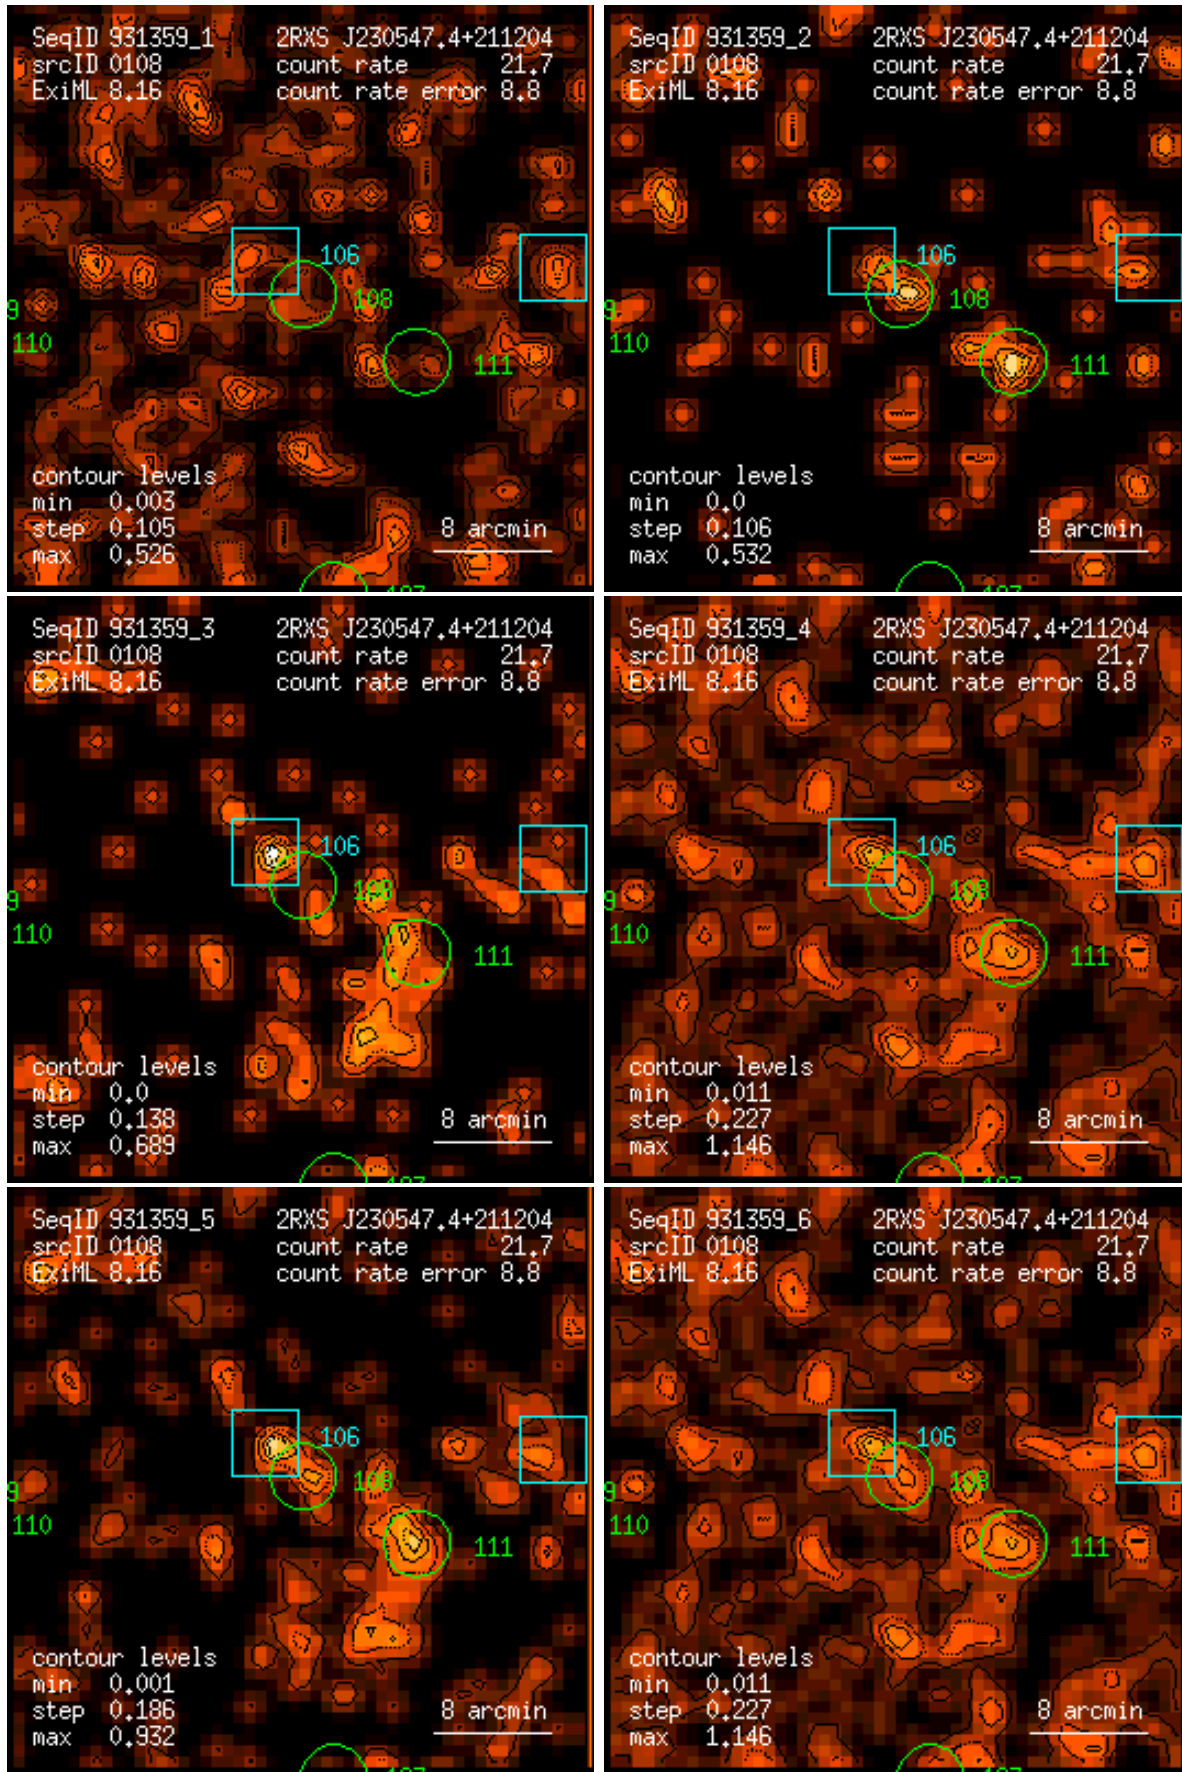 SeqID 931359_1 2RXS J230547.4+211204
srcID 0108 count rate 21.7
ExiML 8.16 count rate error 8.8
106
108
9
110
111
contour levels
min 0.003
step 0.105
max 0.526
8 arcmin
107
SeqID 931359_2 2RXS J230547.4+211204
srcID 0108 count rate 21.7
ExiML 8.16 count rate error 8.8
106
108
9
110
111
contour levels
min 0.0
step 0.106
max 0.532
8 arcmin
107
SeqID 931359_3 2RXS J230547.4+211204
srcID 0108 count rate 21.7
ExiML 8.16 count rate error 8.8
106
108
9
110
111
contour levels
min 0.0
step 0.138
max 0.689
8 arcmin
107
SeqID 931359_4 2RXS J230547.4+211204
srcID 0108 count rate 21.7
ExiML 8.16 count rate error 8.8
106
108
9
110
111
contour levels
min 0.011
step 0.227
max 1.146
8 arcmin
107
SeqID 931359_5 2RXS J230547.4+211204
srcID 0108 count rate 21.7
ExiML 8.16 count rate error 8.8
106
108
9
110
111
contour levels
min 0.001
step 0.186
max 0.932
8 arcmin
107
SeqID 931359_6 2RXS J230547.4+211204
srcID 0108 count rate 21.7
ExiML 8.16 count rate error 8.8
106
108
9
110
111
contour levels
min 0.011
step 0.227
max 1.146
8 arcmin
107